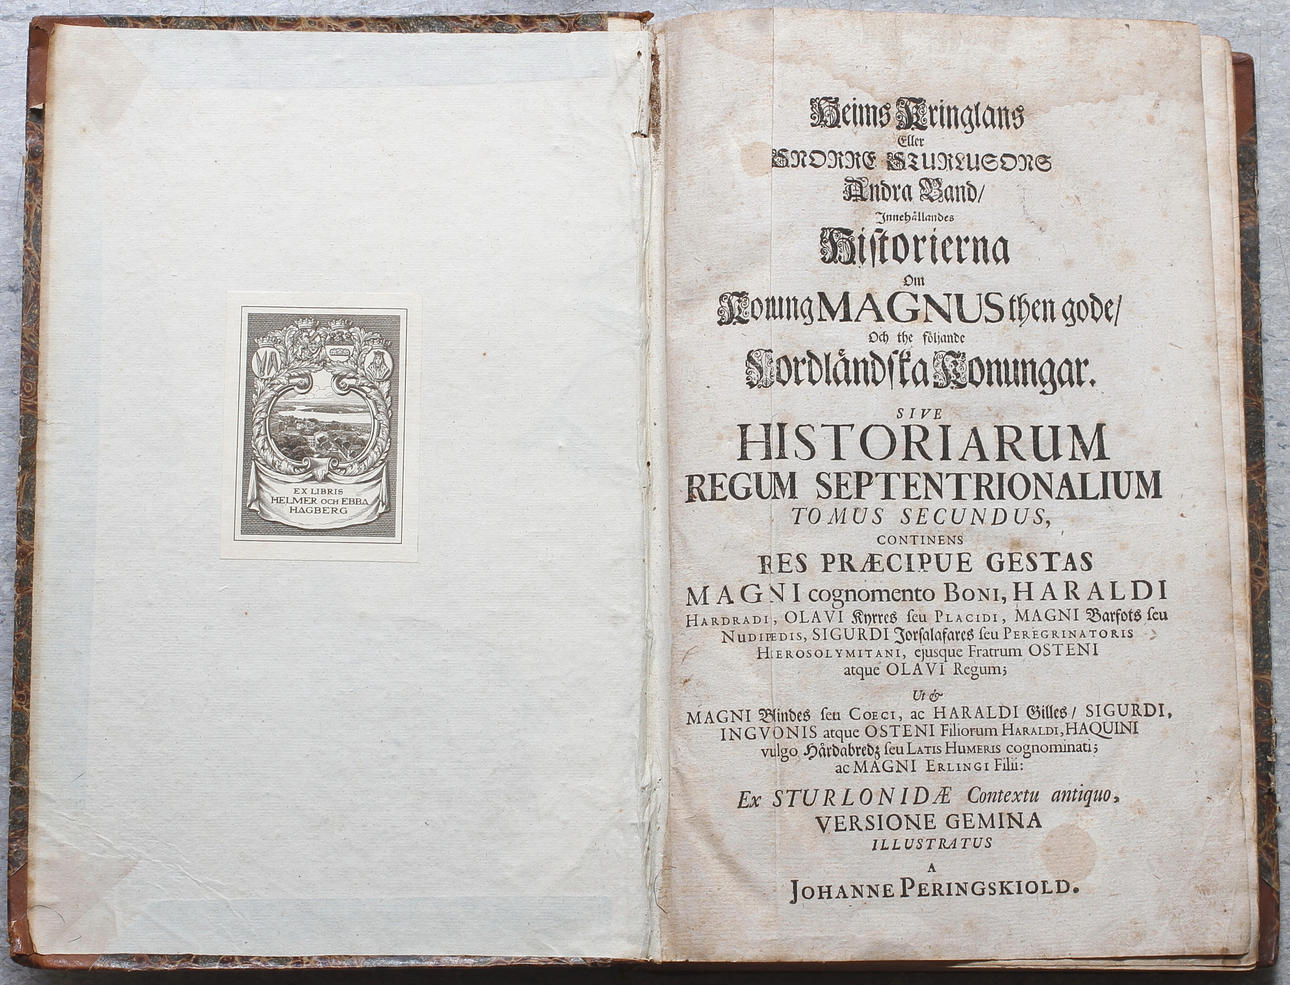 EX LIBRIS
HELMER OCH EBBA
HAGBERG
Heims Kringlans
Eller
SNORRE STURLUSONS
Andra Band/
Innehållandes
Historierna
Om
Konung MAGNUS then gode/
Och the följande
Nordländska Konungar.
SIVE
HISTORIARUM
REGUM SEPTENTRIONALIUM
TOMUS SECUNDUS,
CONTINENS
RES PRÆCIPUE GESTAS
MAGNI cognomento BONI, HARALDI
HARDRADI, OLAVI Kyrres ſeu PLACIDI, MAGNI Barfots ſeu
NUDIPEDIS, SIGURDI Jorſalafares ſeu PEREGRINATORIS
HIEROSOLYMITANI, ejusque Fratrum OSTENI
atque OLAVI Regum;
Ut &
MAGNI Blindes ſeu COECI, ac HARALDI Gilles/ SIGURDI,
INGVONIS atque OSTENI Filiorum HARALDI, HAQUINI
vulgo Hårdabredz ſeu LATIS HUMERIS cognominati;
ac MAGNI ERLINGI Filii:
Ex STURLONIDÆ Contextu antiquo,
VERSIONE GEMINA
ILLUSTRATUS
A
JOHANNE PERINGSKIOLD.